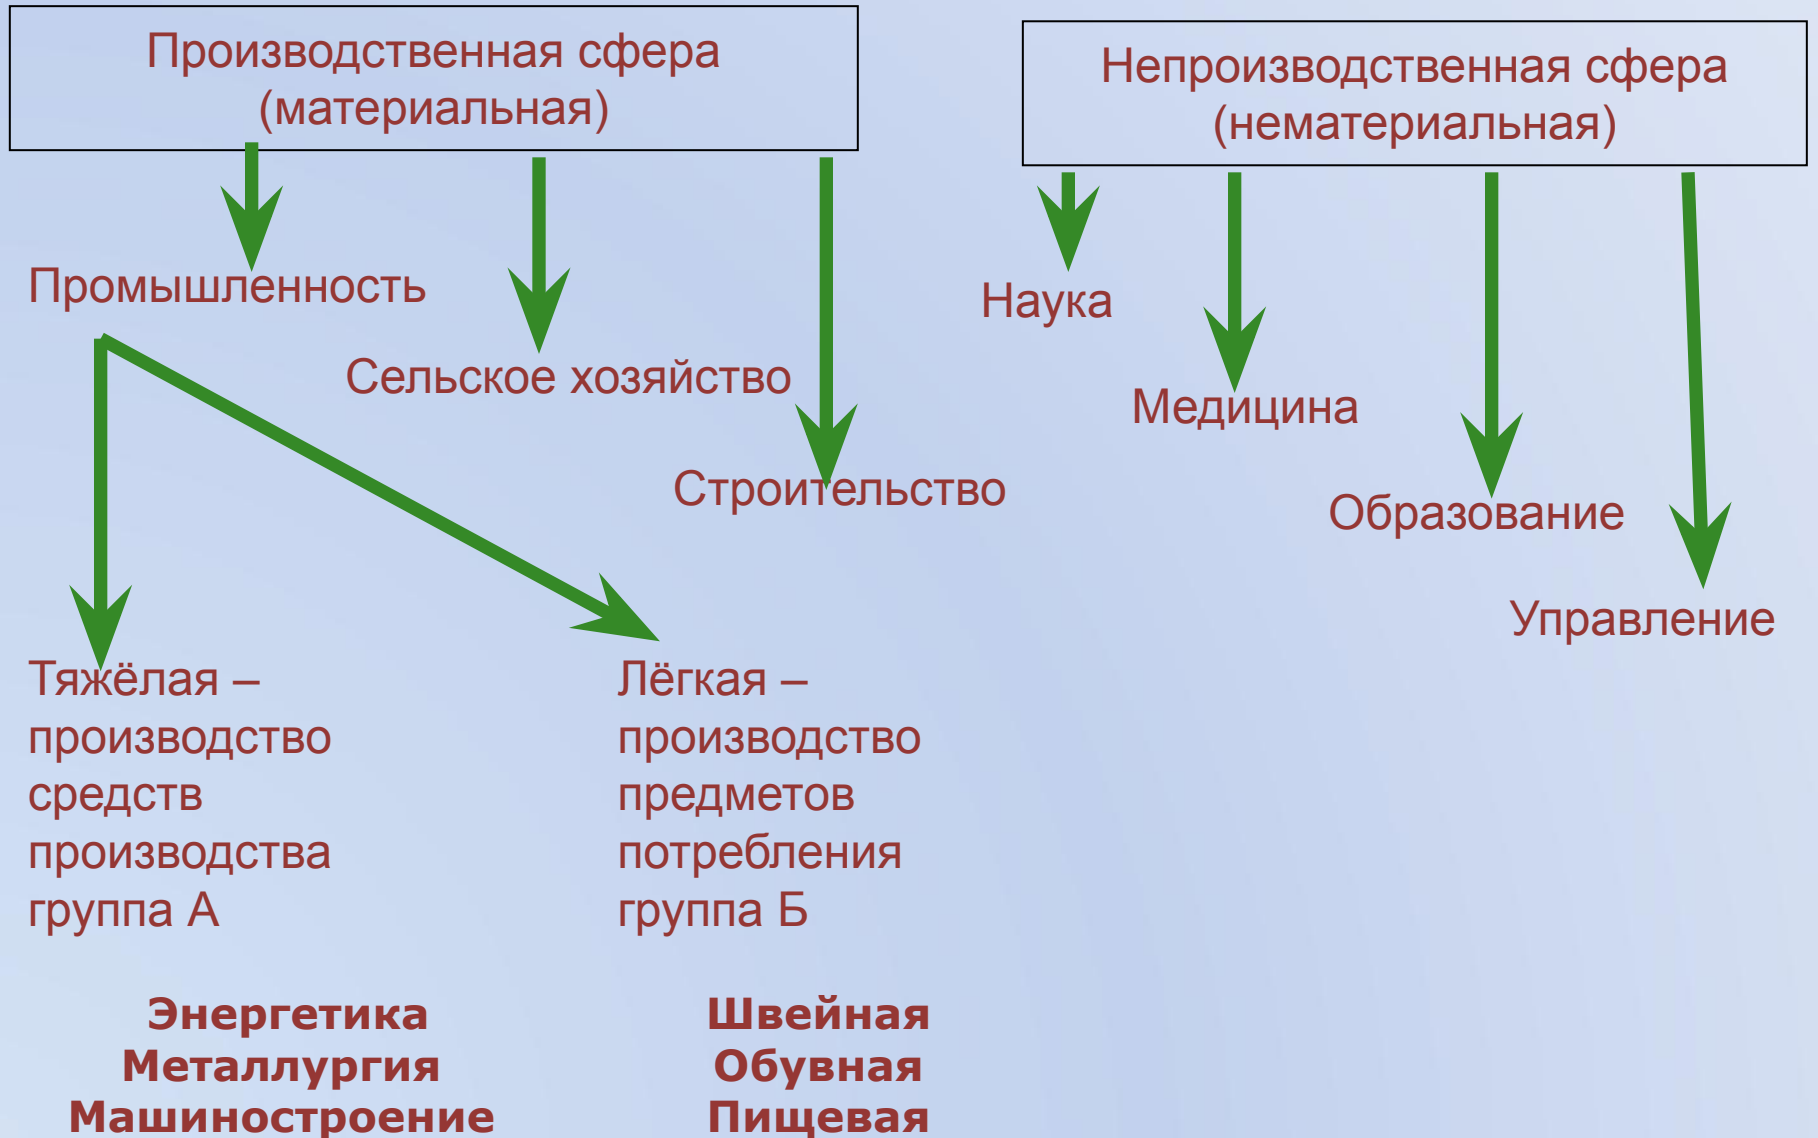 Производственная сфера
(материальная)
Непроизводственная сфера
(нематериальная)
Промышленность
Сельское хозяйство
Строительство
Наука
Медицина
Образование
Управление
Тяжёлая –
производство
средств
производства
группа А
Лёгкая –
производство
предметов
потребления
группа Б
Энергетика
Металлургия
Машиностроение
Швейная
Обувная
Пищевая